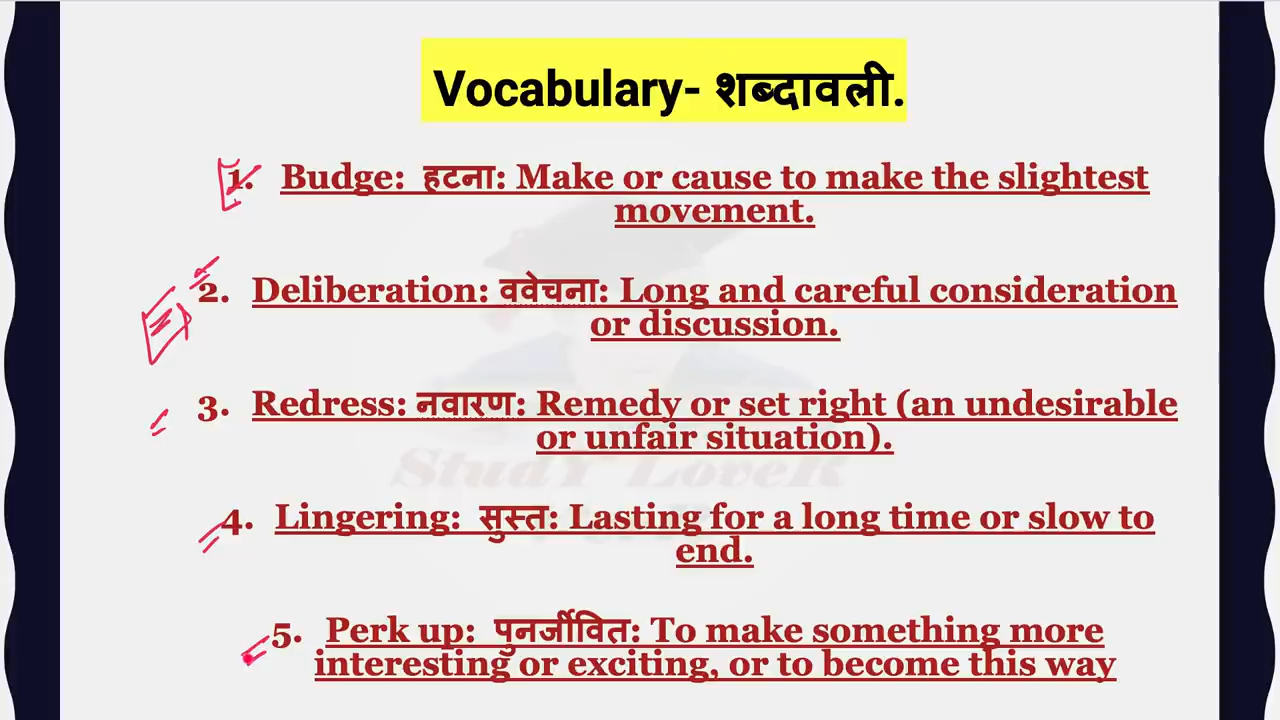 Vocabulary- शब्दावली.
1. Budge: हटना: Make or cause to make the slightest
movement.
2. Deliberation: ववेचना: Long and careful consideration
or discussion.
3. Redress: नवारण: Remedy or set right (an undesirable
or unfair situation).
StudY LoveR
4. Lingering: सुस्त: Lasting for a long time or slow to
end.
5. Perk up: पुनर्जीवित: To make something more
interesting or exciting, or to become this way